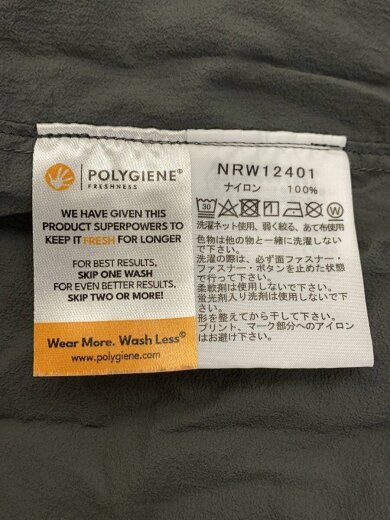 POLYGIENE®
FRESHNESS
WE HAVE GIVEN THIS
PRODUCT SUPERPOWERS TO
KEEP IT FRESH FOR LONGER
FOR BEST RESULTS,
SKIP ONE WASH
FOR EVEN BETTER RESULTS,
SKIP TWO OR MORE!
Wear More. Wash Less®
www.polygiene.com
NRW12401
ナイロン 100%
30
洗濯ネット使用、弱く絞る、あて布使用
色物は他の物と一緒に洗濯しない
で下さい。
洗濯の際は、必ず面ファスナー・
ファスナー・ボタンを止めた状態
で行って下さい。
柔軟剤は使用しないで下さい。
蛍光剤入り洗剤は使用しないで下
さい。
形を整えてから干して下さい。
プリント、マーク部分へのアイロン
はお避け下さい。